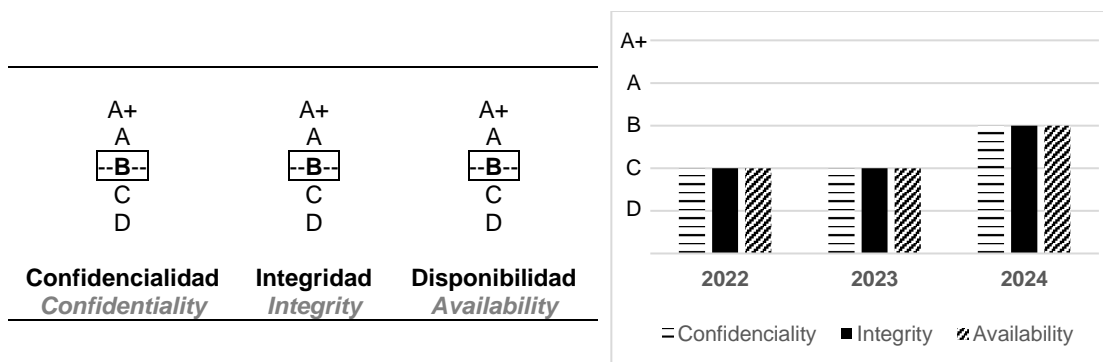 A+ A+ A+
A A A
--B-- --B-- --B--
C C C
D D D
Confidencialidad Integridad Disponibilidad
Confidentiality Integrity Availability
A+
A
B
C
D
2022 2023 2024
Confidenciality Integrity Availability